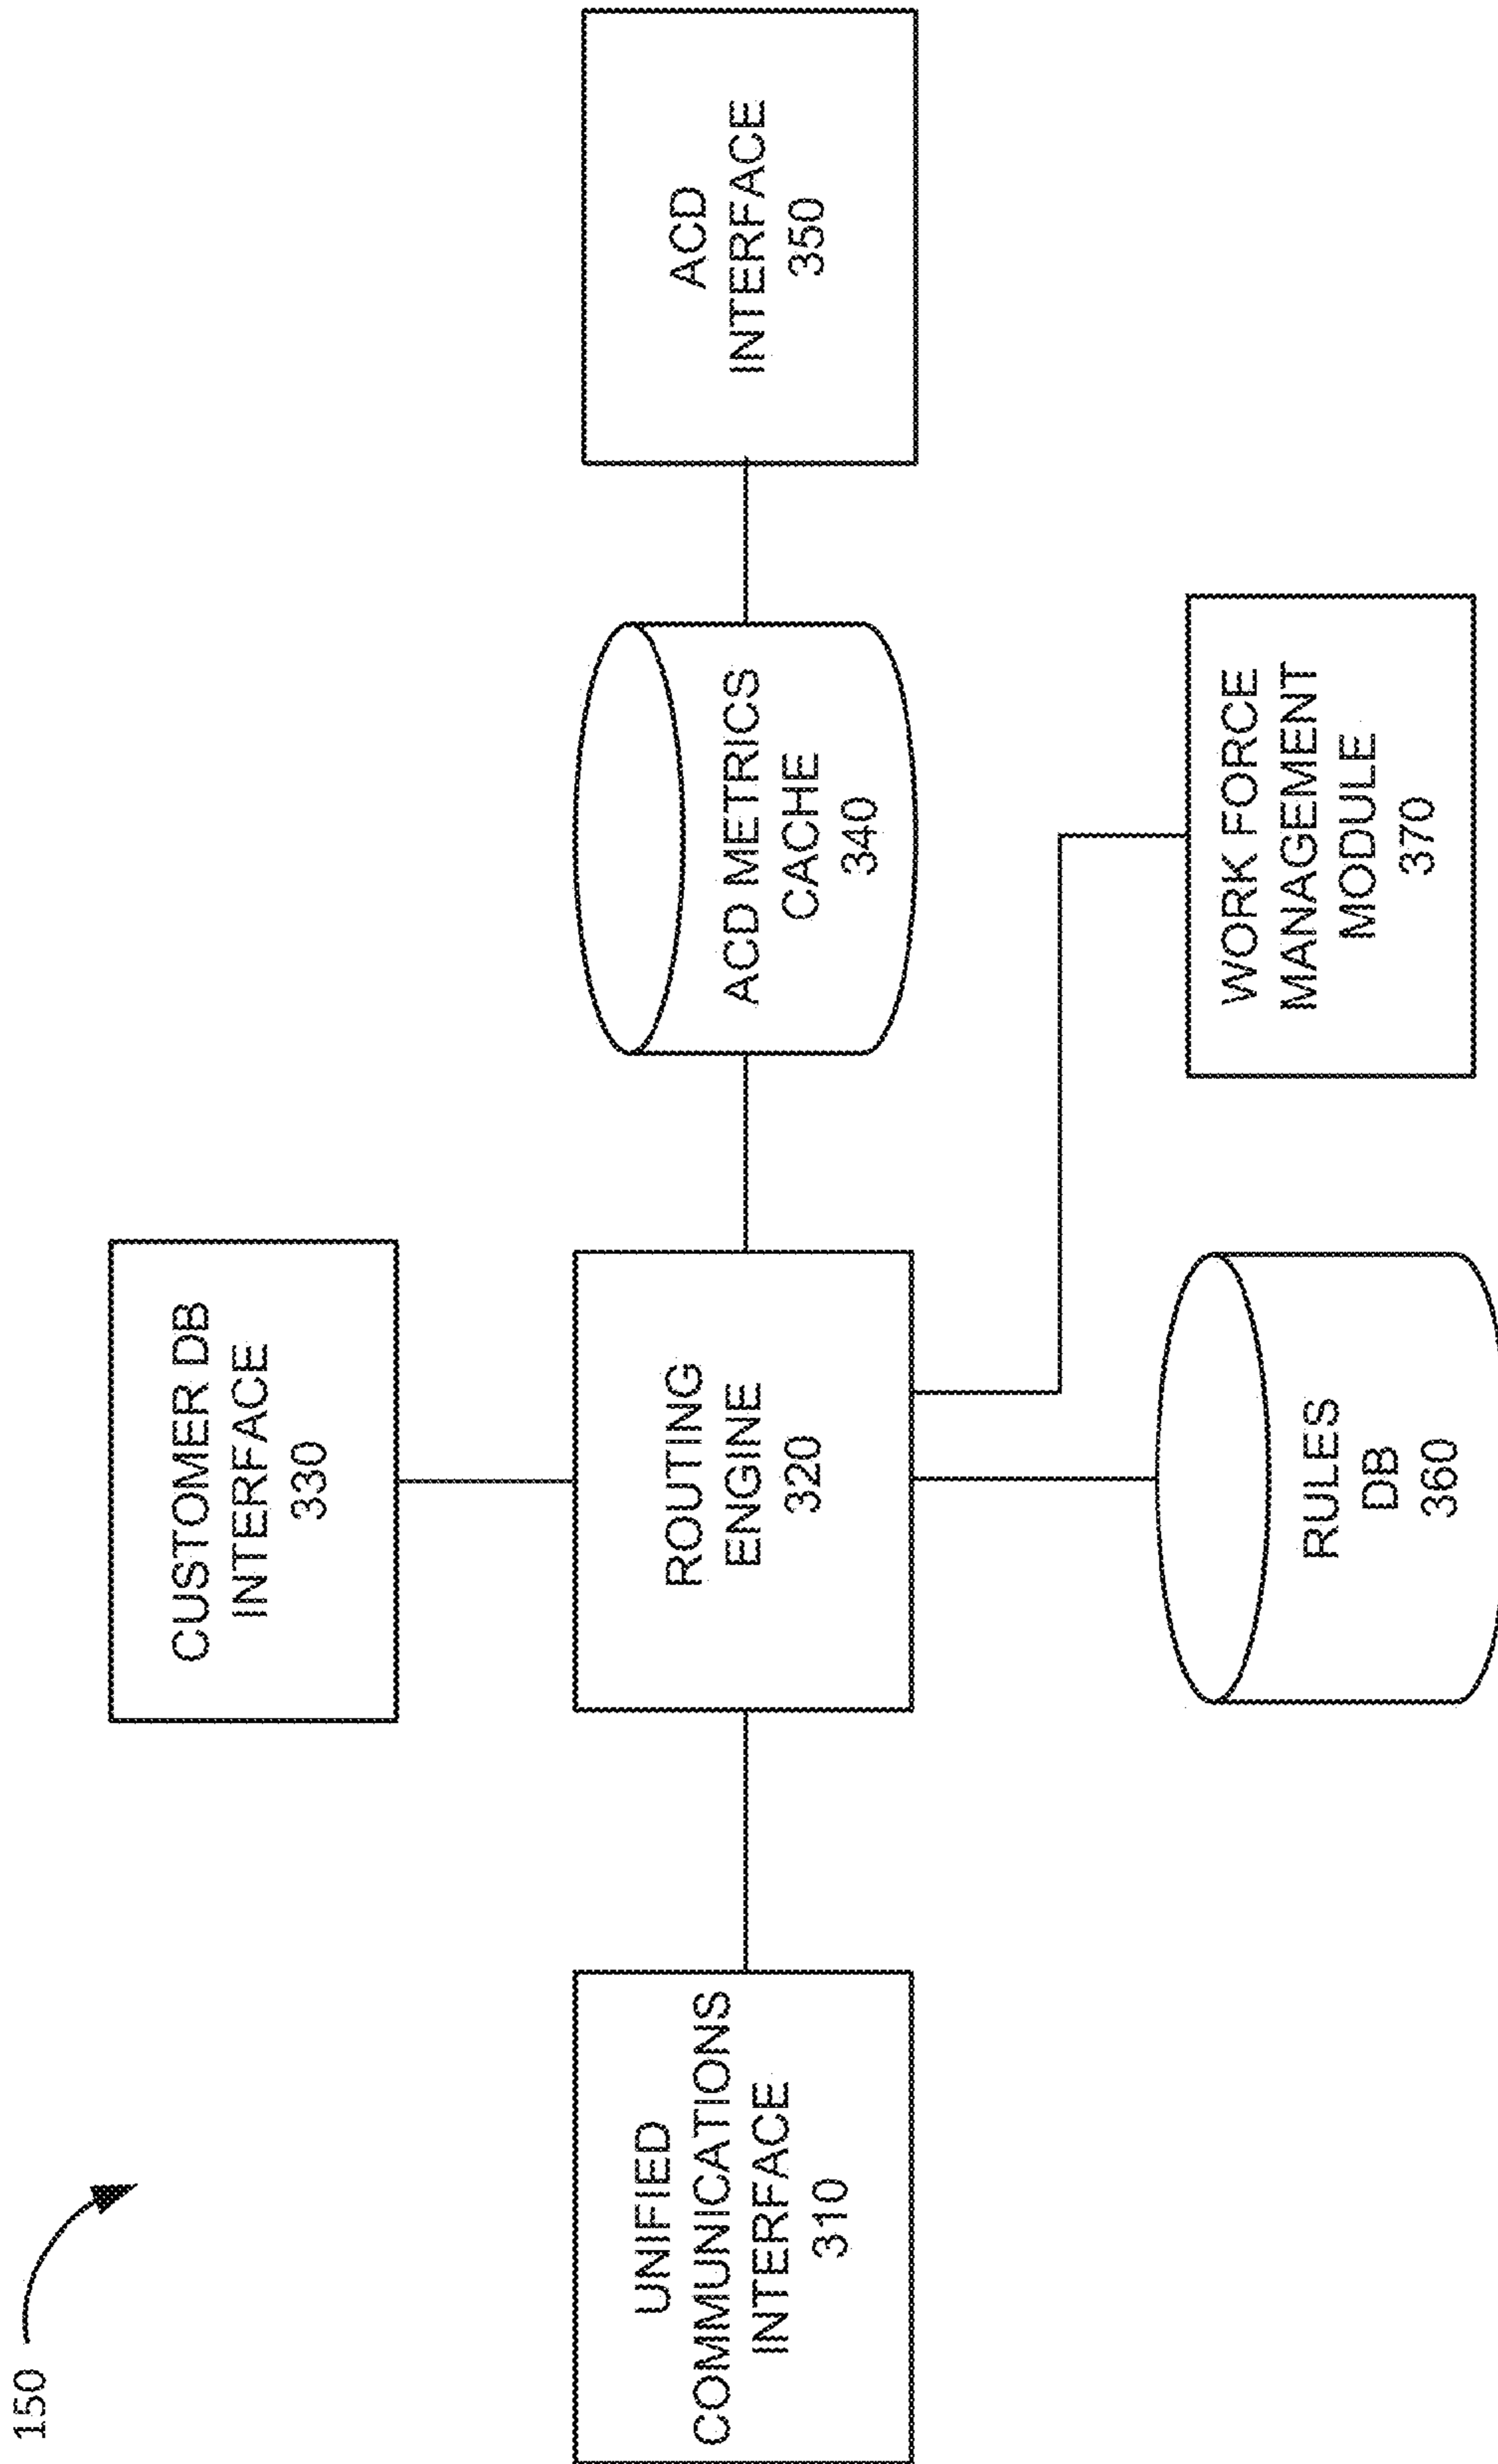 150
CUSTOMER DB
INTERFACE
330
UNIFIED
COMMUNICATIONS
INTERFACE
310
ROUTING
ENGINE
320
ACD METRICS
CACHE
340
ACD
INTERFACE
350
RULES
DB
360
WORK FORCE
MANAGEMENT
MODULE
370